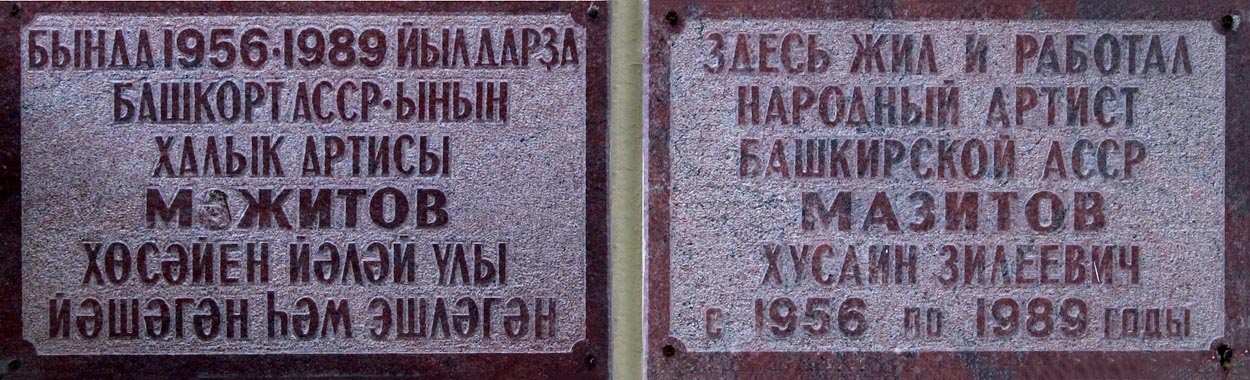 БЫНДА 1956-1989 ЙЫЛДАРҘА
БАШКОРТ АССР-ЫНЫҢ
ХАЛЫК АРТИСЫ
МӘЖИТОВ
ХӨСӘЙЕН ЙӘЛӘЙ УЛЫ
ЙӘШӘГӘН ҺӘМ ЭШЛӘГӘН
ЗДЕСЬ ЖИЛ И РАБОТАЛ
НАРОДНЫЙ АРТИСТ
БАШКИРСКОЙ АССР
МАЗИТОВ
ХУСАИН ЗИЛЕЕВИЧ
с 1956 по 1989 годы